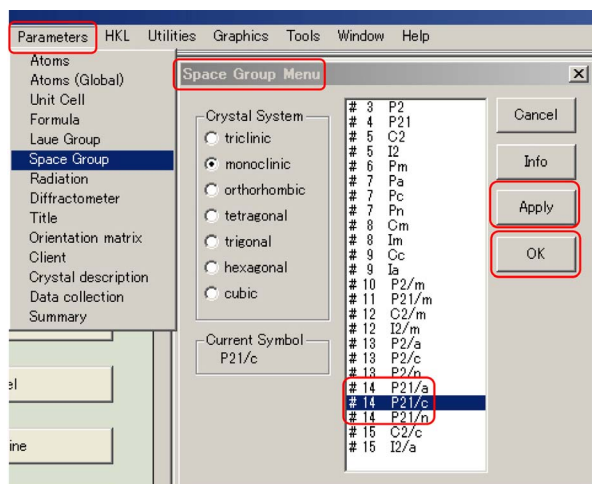 Parameters HKL Utilities Graphics Tools Window Help
Atoms
Atoms (Global)
Unit Cell
Formula
Laue Group
Space Group
Radiation
Diffractometer
Title
Orientation matrix
Client
Crystal description
Data collection
Summary
el
ine
Space Group Menu
Crystal System
triclinic
monoclinic
orthorhombic
tetragonal
trigonal
hexagonal
cubic
Current Symbol
P21/c
# 3 P2
# 4 P21
# 5 C2
# 5 I2
# 6 Pm
# 7 Pa
# 7 Pc
# 7 Pn
# 8 Cm
# 8 Im
# 9 Cc
# 9 Ia
# 10 P2/m
# 11 P21/m
# 12 C2/m
# 12 I2/m
# 13 P2/a
# 13 P2/c
# 13 P2/n
# 14 P21/a
# 14 P21/c
# 14 P21/n
# 15 C2/c
# 15 I2/a
Cancel
Info
Apply
OK